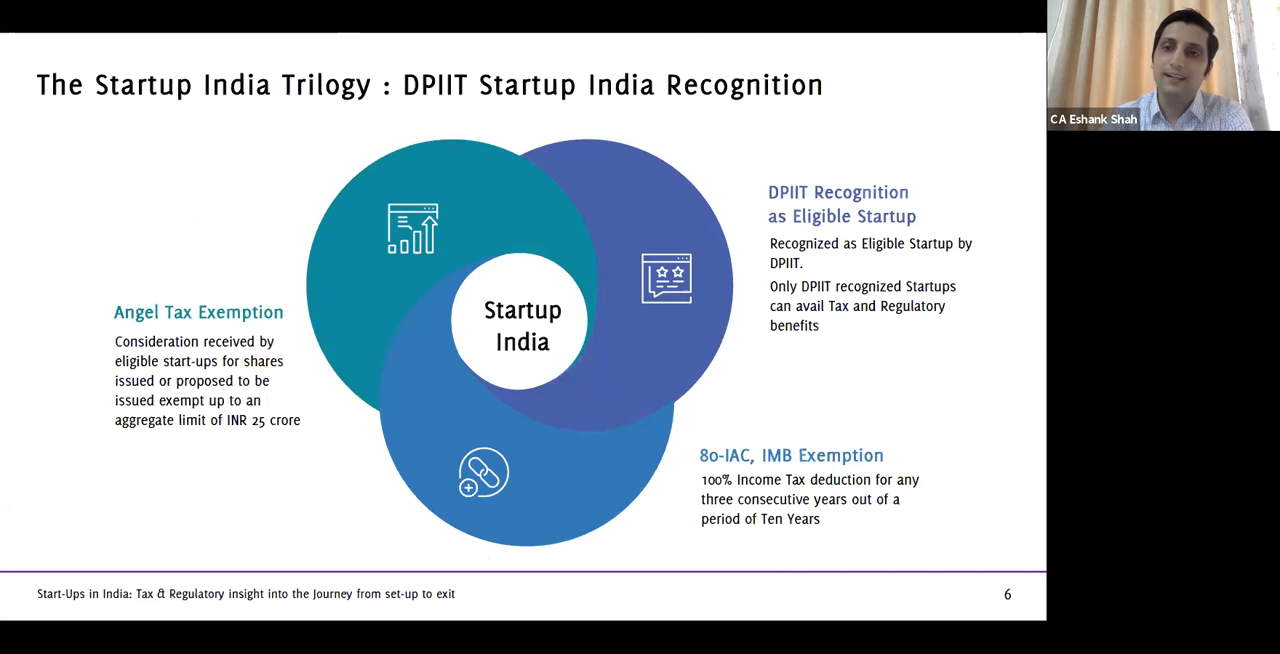 The Startup India Trilogy : DPIIT Startup India Recognition
CA Eshank Shah
DPIIT Recognition
as Eligible Startup
Recognized as Eligible Startup by
DPIIT.
Only DPIIT recognized Startups
can avail Tax and Regulatory
benefits
Startup
India
Angel Tax Exemption
Consideration received by
eligible start-ups for shares
issued or proposed to be
issued exempt up to an
aggregate limit of INR 25 crore
80-IAC, IMB Exemption
100% Income Tax deduction for any
three consecutive years out of a
period of Ten Years
Start-Ups in India: Tax & Regulatory insight into the Journey from set-up to exit
6